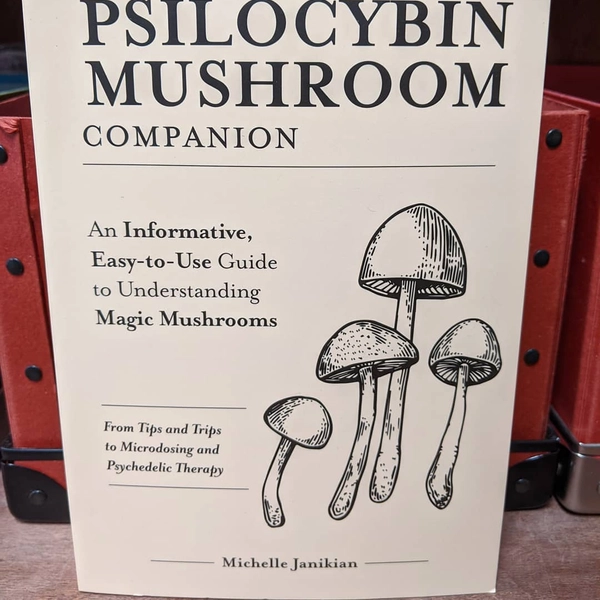 PSILOCYBIN
MUSHROOM
COMPANION
An Informative,
Easy-to-Use Guide
to Understanding
Magic Mushrooms
From Tips and Trips
to Microdosing and
Psychedelic Therapy
Michelle Janikian